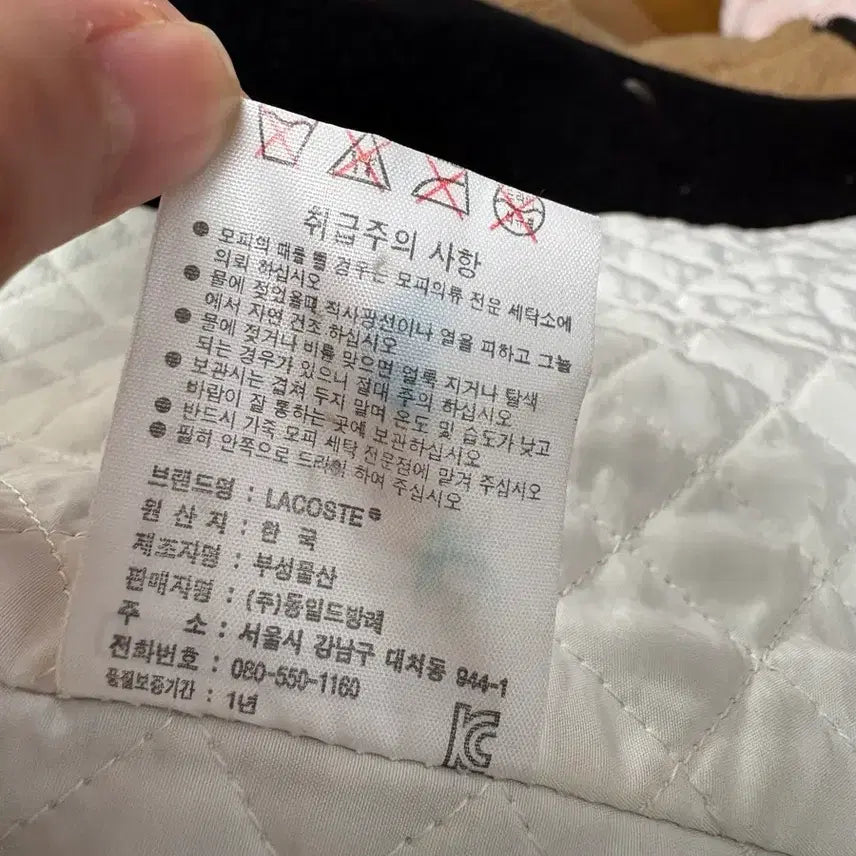 취급주의 사항
● 모피의 때를 뺄 경우는 모피의류 전문 세탁소에
의뢰 하십시오
● 물에 젖었을때 직사광선이나 열을 피하고 그늘
에서 자연 건조 하십시오
● 물에 젖거나 비를 맞으면 얼룩 지거나 탈색
되는 경우가 있으니 절대 주의 하십시오
● 보관시는 겹쳐 두지 말며 온도 및 습도가 낮고
바람이 잘 통하는 곳에 보관하십시오
● 반드시 가죽 모피 세탁 전문점에 맡겨 주십시오
● 필히 안쪽으로 드라이 하여 주십시오
브랜드명 : LACOSTE®
원 산 지 : 한 국
제조자명 : 부성물산
판매자명 : (주)동일드방레
주 소 : 서울시 강남구 대치동 944-1
전화번호 : 080-550-1160
품질보증기간 : 1년